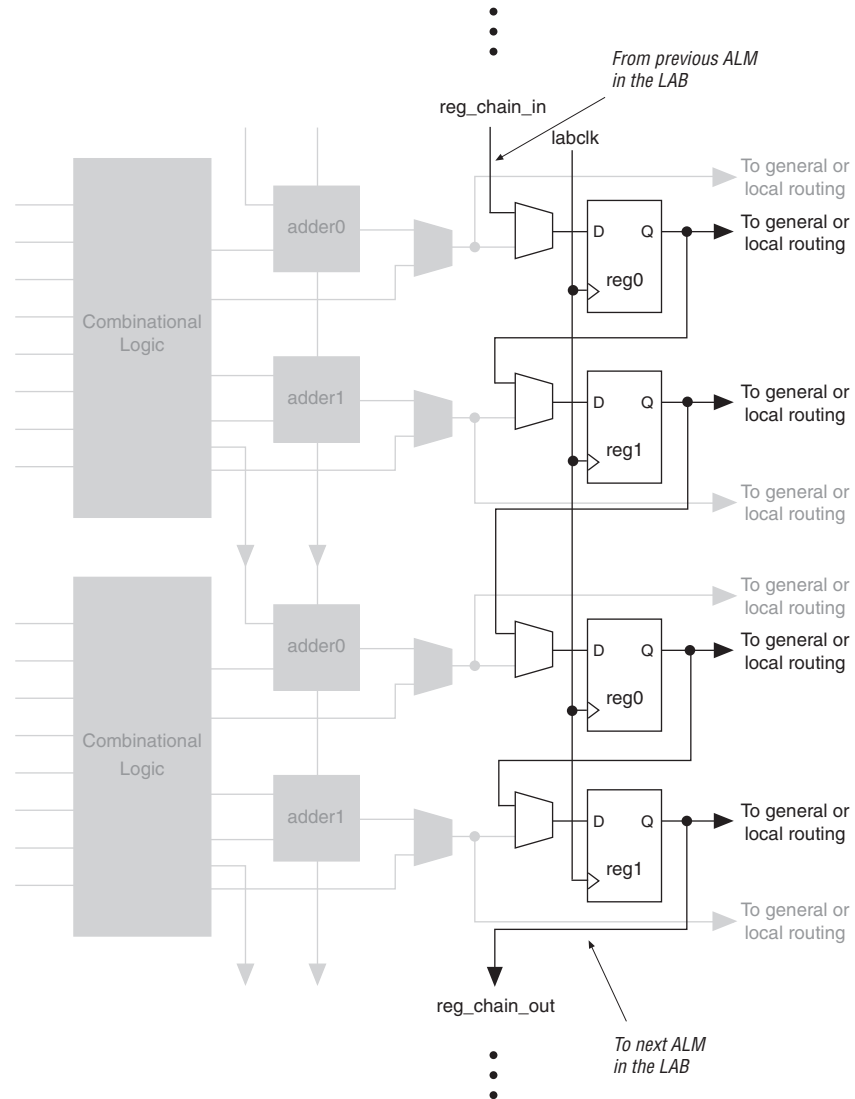 From previous ALM
in the LAB
reg_chain_in
labclk
To general or
local routing
adder0
D
Q
To general or
local routing
reg0
Combinational
Logic
adder1
D
Q
To general or
local routing
reg1
To general or
local routing
To general or
local routing
adder0
D
Q
To general or
local routing
reg0
Combinational
Logic
adder1
D
Q
To general or
local routing
reg1
To general or
local routing
reg_chain_out
To next ALM
in the LAB